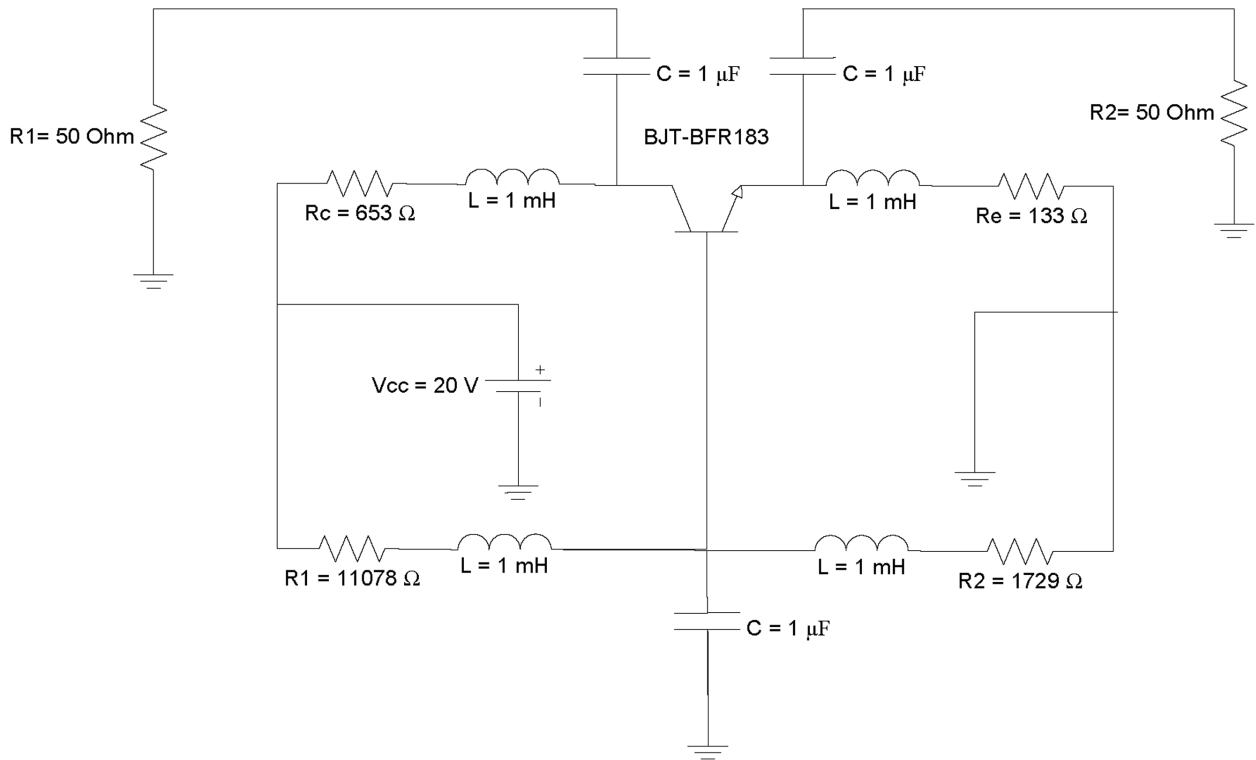 C = 1 μF
C = 1 μF
R1= 50 Ohm
R2= 50 Ohm
BJT-BFR183
Rc = 653 Ω
L = 1 mH
L = 1 mH
Re = 133 Ω
Vcc = 20 V
+
-
R1 = 11078 Ω
L = 1 mH
L = 1 mH
R2 = 1729 Ω
C = 1 μF